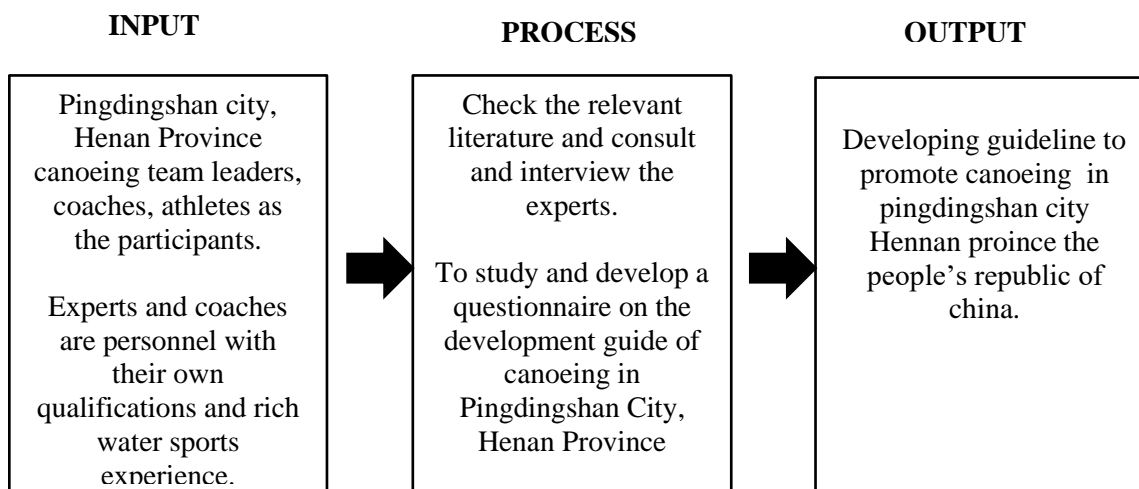 INPUT
Pingdingshan city,
Henan Province
canoeing team leaders,
coaches, athletes as
the participants.
Experts and coaches
are personnel with
their own
qualifications and rich
water sports
experience.
PROCESS
Check the relevant
literature and consult
and interview the
experts.
To study and develop a
questionnaire on the
development guide of
canoeing in
Pingdingshan City,
Henan Province
OUTPUT
Developing guideline to
promote canoeing in
pingdingshan city
Hennan proince the
people’s republic of
china.